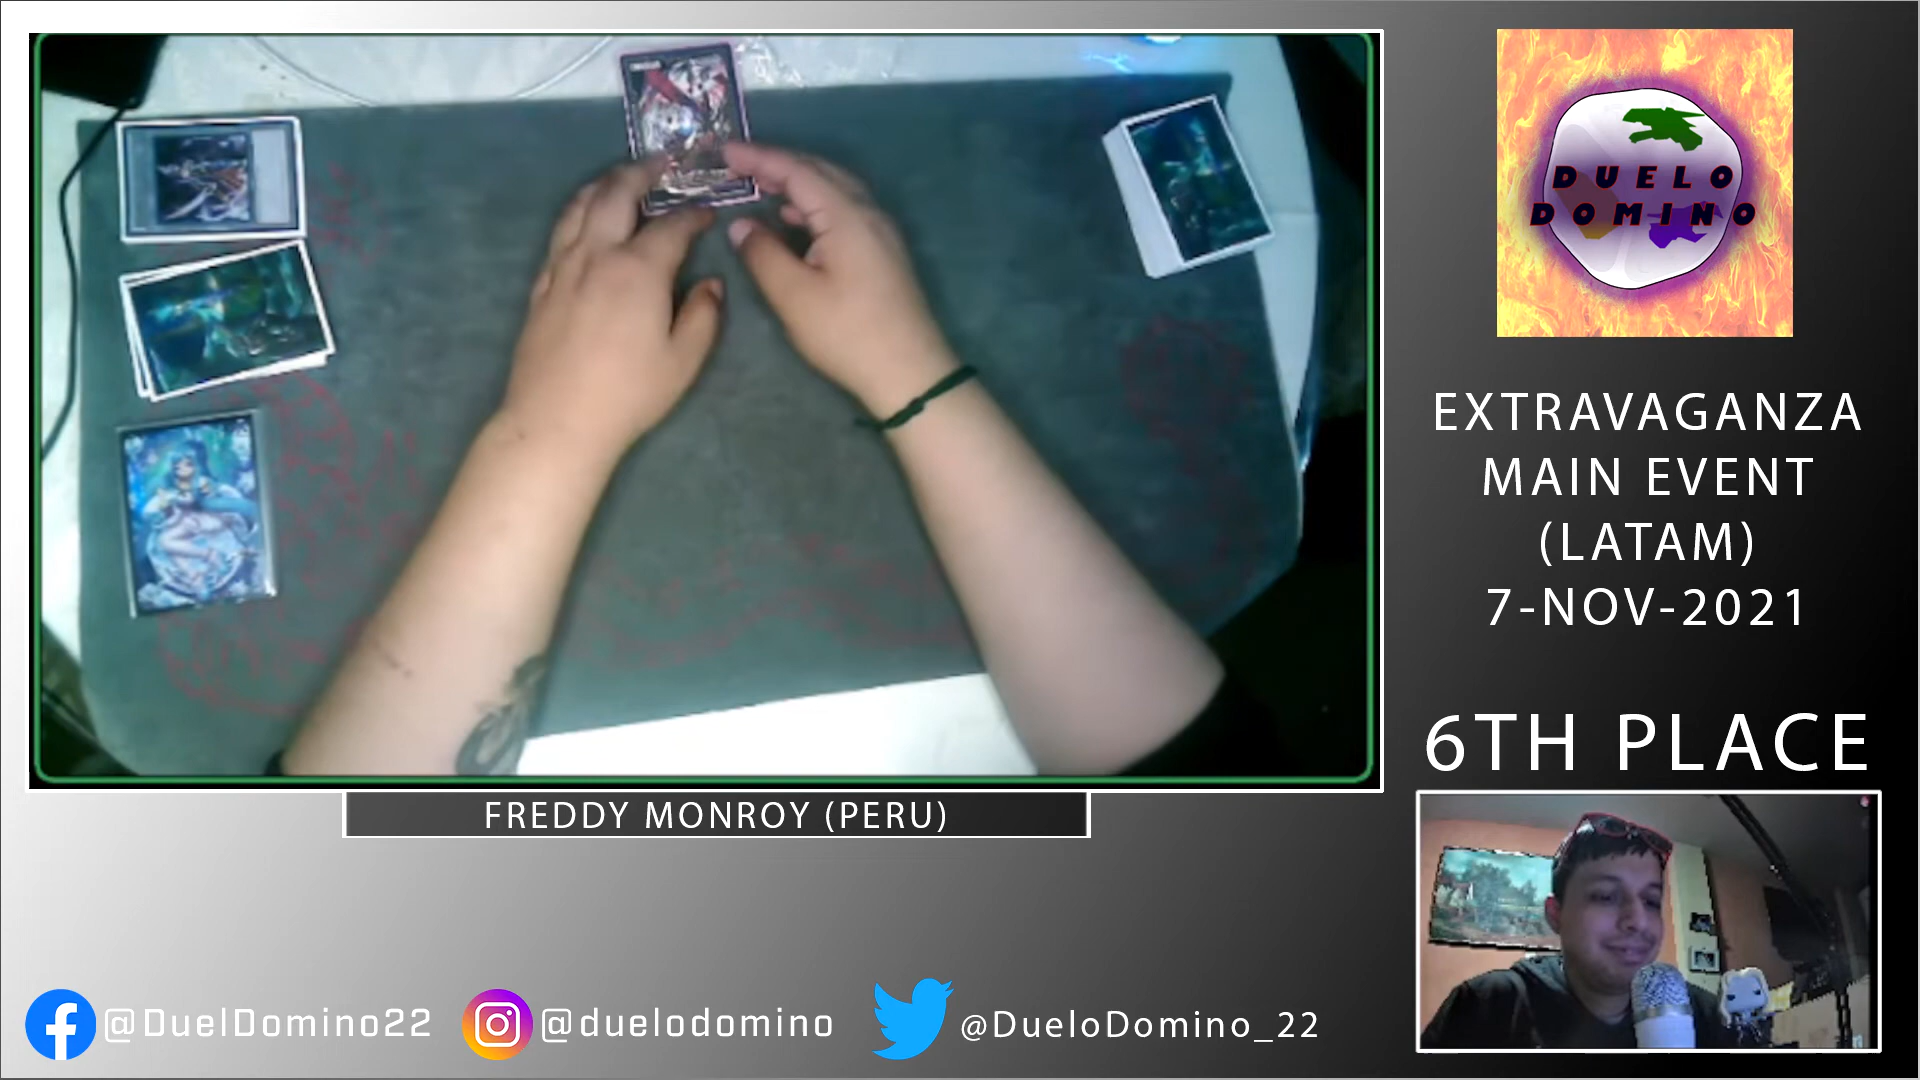 DUELO
DOMINO
EXTRAVAGANZA
MAIN EVENT
(LATAM)
7-NOV-2021
6TH PLACE
FREDDY MONROY (PERU)
@DuelDomino22
@duelodomino
@DueloDomino_22